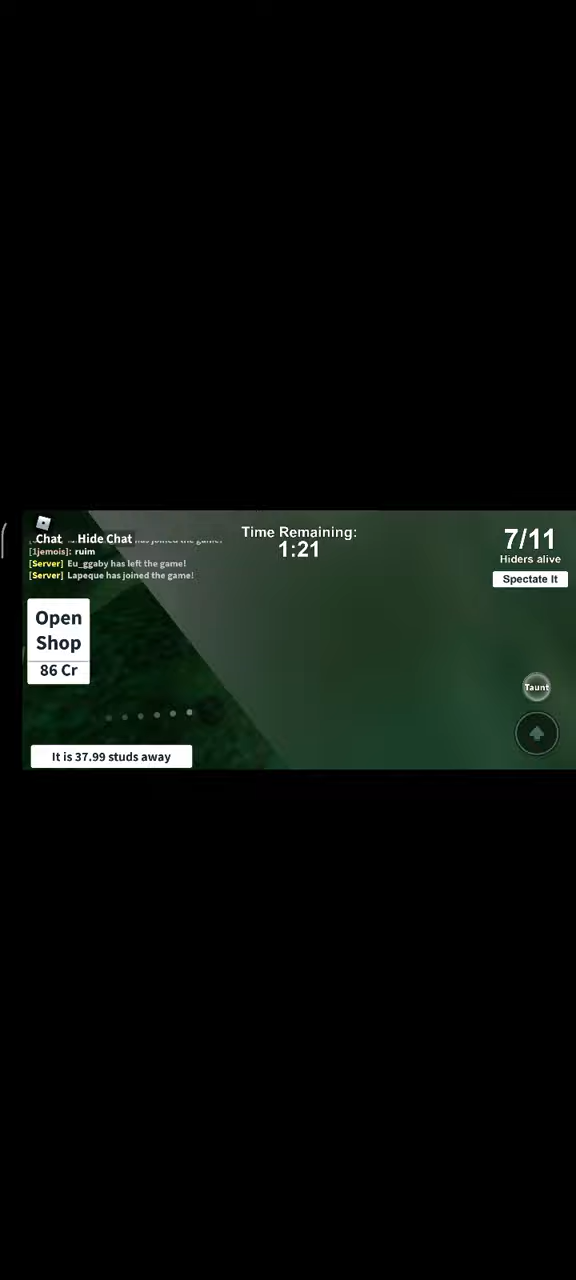 Chat Hide Chat has joined the game!
[1jemois]: ruim
[Server] Eu_ggaby has left the game!
[Server] Lapeque has joined the game!
Time Remaining:
1:21
7/11
Hiders alive
Spectate It
Open
Shop
86 Cr
Taunt
It is 37.99 studs away